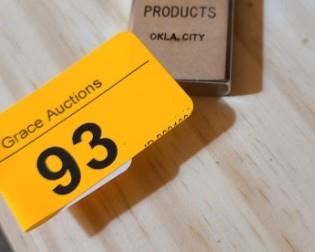 PRODUCTS
OKLA. CITY
Grace Auctions
93